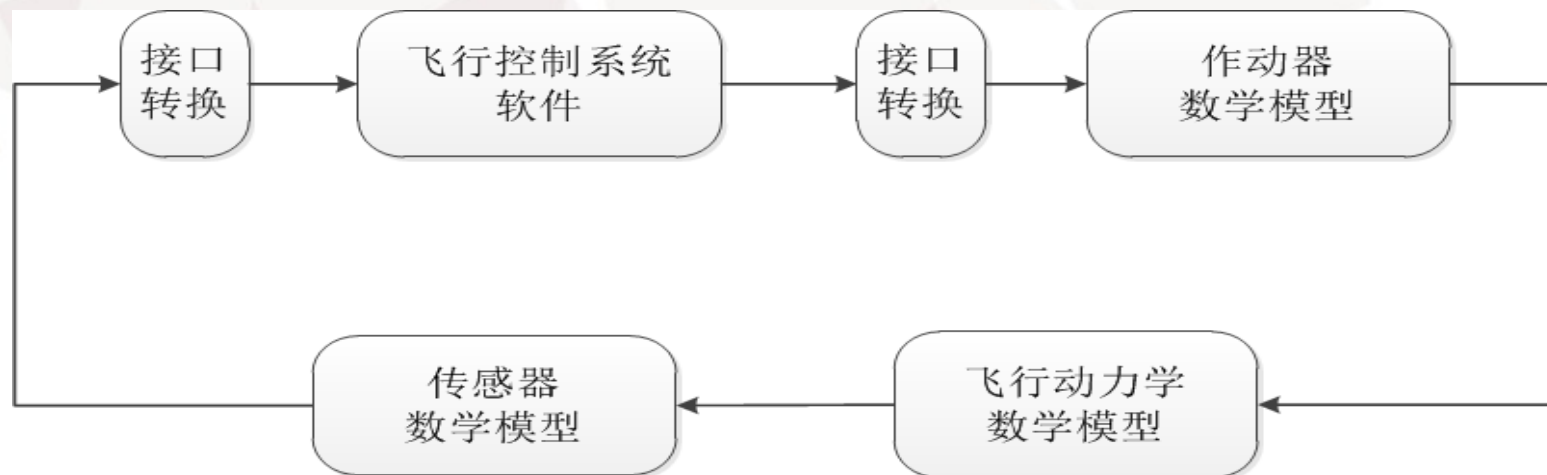 接口
转换
飞行控制系统
软件
接口
转换
作动器
数学模型
传感器
数学模型
飞行动力学
数学模型